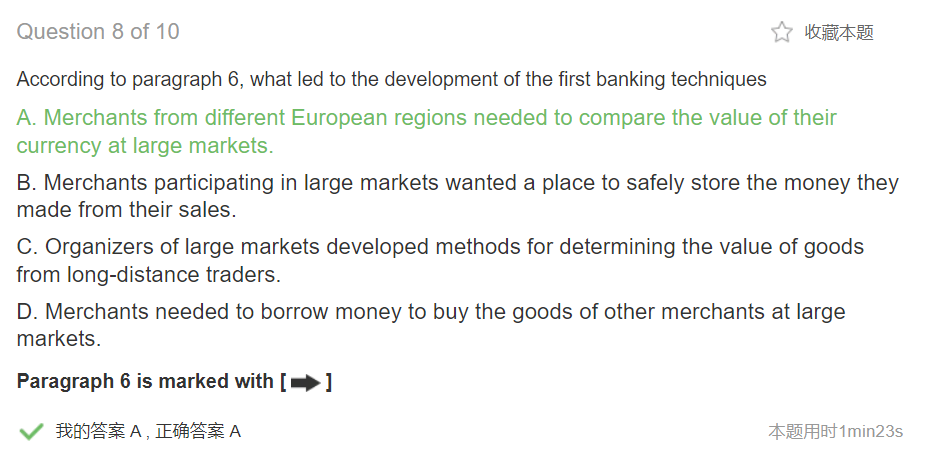 Question 8 of 10
收藏本题
According to paragraph 6, what led to the development of the first banking techniques
A. Merchants from different European regions needed to compare the value of their
currency at large markets.
B. Merchants participating in large markets wanted a place to safely store the money they
made from their sales.
C. Organizers of large markets developed methods for determining the value of goods
from long-distance traders.
D. Merchants needed to borrow money to buy the goods of other merchants at large
markets.
Paragraph 6 is marked with [➡]
我的答案 A , 正确答案 A
本题用时1min23s